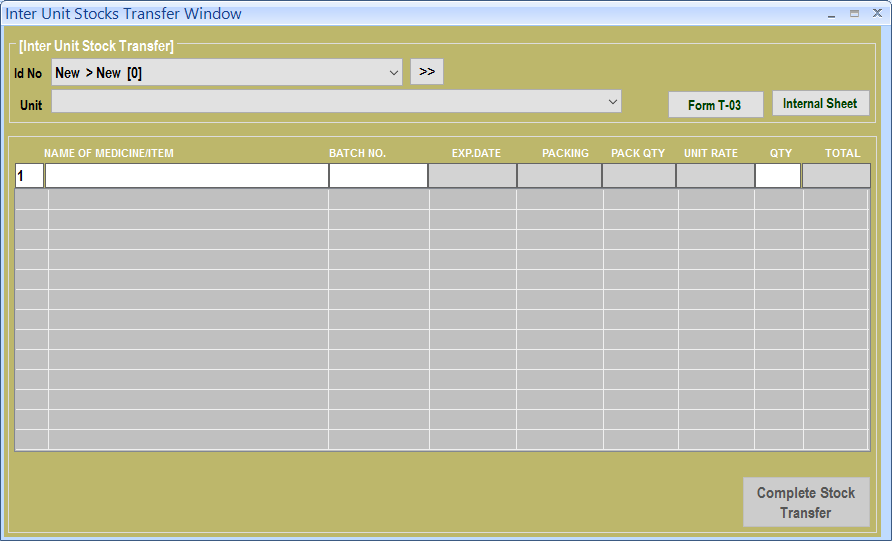 Inter Unit Stocks Transfer Window
[Inter Unit Stock Transfer]
Id No New > New [0] >>
Unit Form T-03 Internal Sheet
NAME OF MEDICINE/ITEM BATCH NO. EXP.DATE PACKING PACK QTY UNIT RATE QTY TOTAL
1
Complete Stock
Transfer